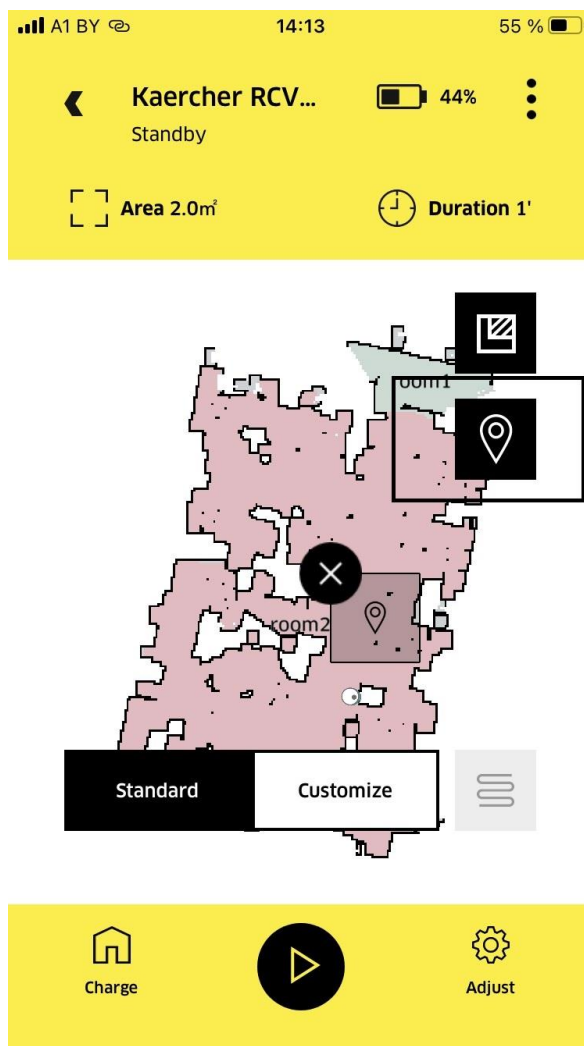 A1 BY 14:13 55 %
Kaercher RCV... 44%
Standby
Area 2.0㎡ Duration 1'
oom1
room2
Standard Customize
Charge Adjust